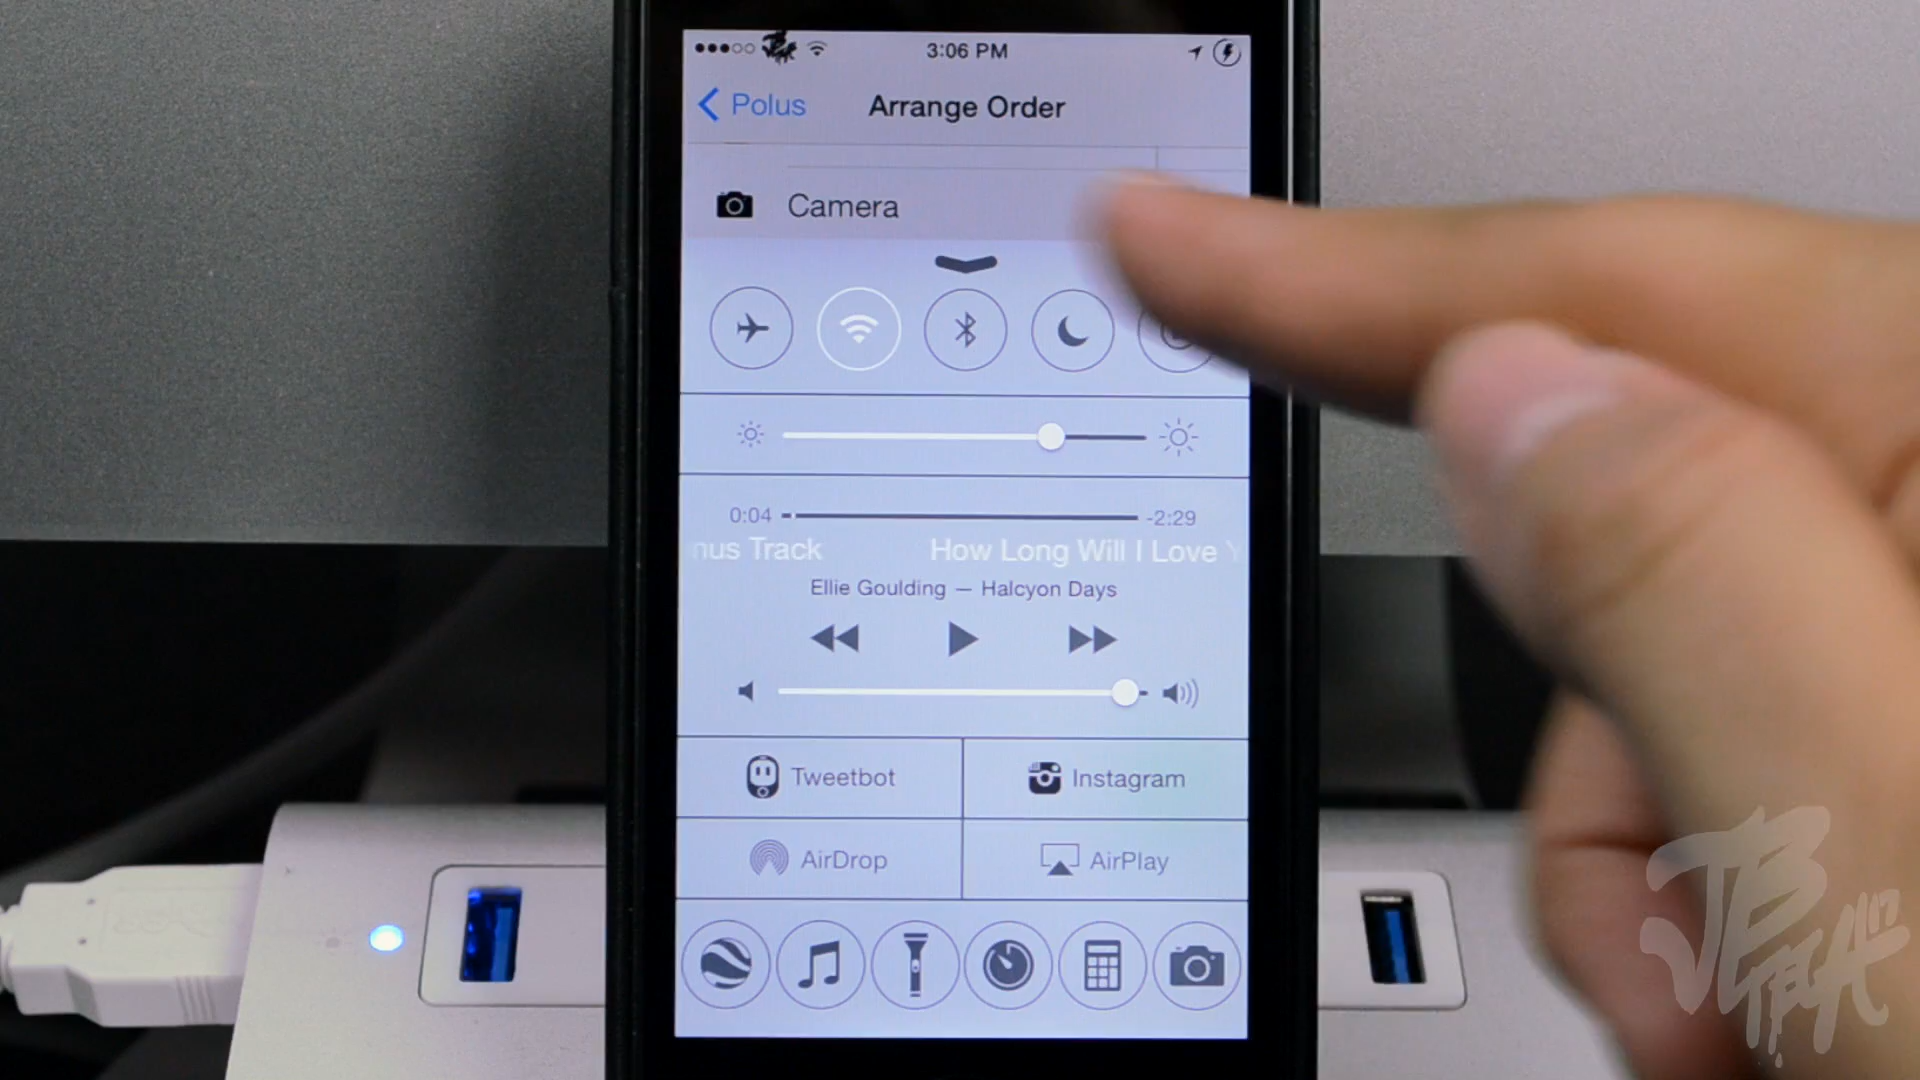 3:06 PM
Polus
Arrange Order
Camera
0:04
-2:29
nus Track
How Long Will I Love Y
Ellie Goulding — Halcyon Days
Tweetbot
Instagram
AirDrop
AirPlay